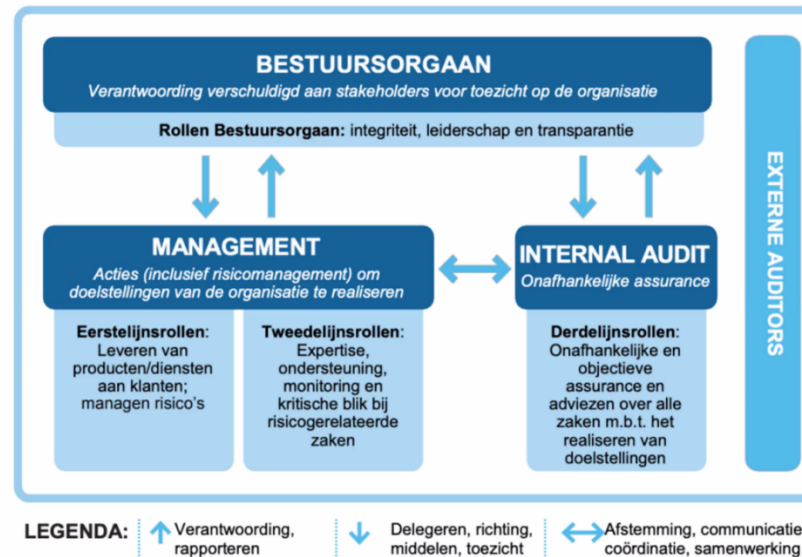 BESTUURSORGAAN
Verantwoording verschuldigd aan stakeholders voor toezicht op de organisatie
Rollen Bestuursorgaan: integriteit, leiderschap en transparantie
MANAGEMENT
Acties (inclusief risicomanagement) om
doelstellingen van de organisatie te realiseren
Eerstelijnsrollen:
Leveren van
producten/diensten
aan klanten;
managen risico's
Tweedelijnsrollen:
Expertise,
ondersteuning,
monitoring en
kritische blik bij
risicogerelateerde
zaken
INTERNAL AUDIT
Onafhankelijke assurance
Derdelijnsrollen:
Onafhankelijke en
objectieve
assurance en
adviezen over alle
zaken m.b.t. het
realiseren van
doelstellingen
EXTERNE AUDITORS
LEGENDA:
Verantwoording,
rapporteren
Delegeren, richting,
middelen, toezicht
Afstemming, communicatie
coördinatie, samenwerking